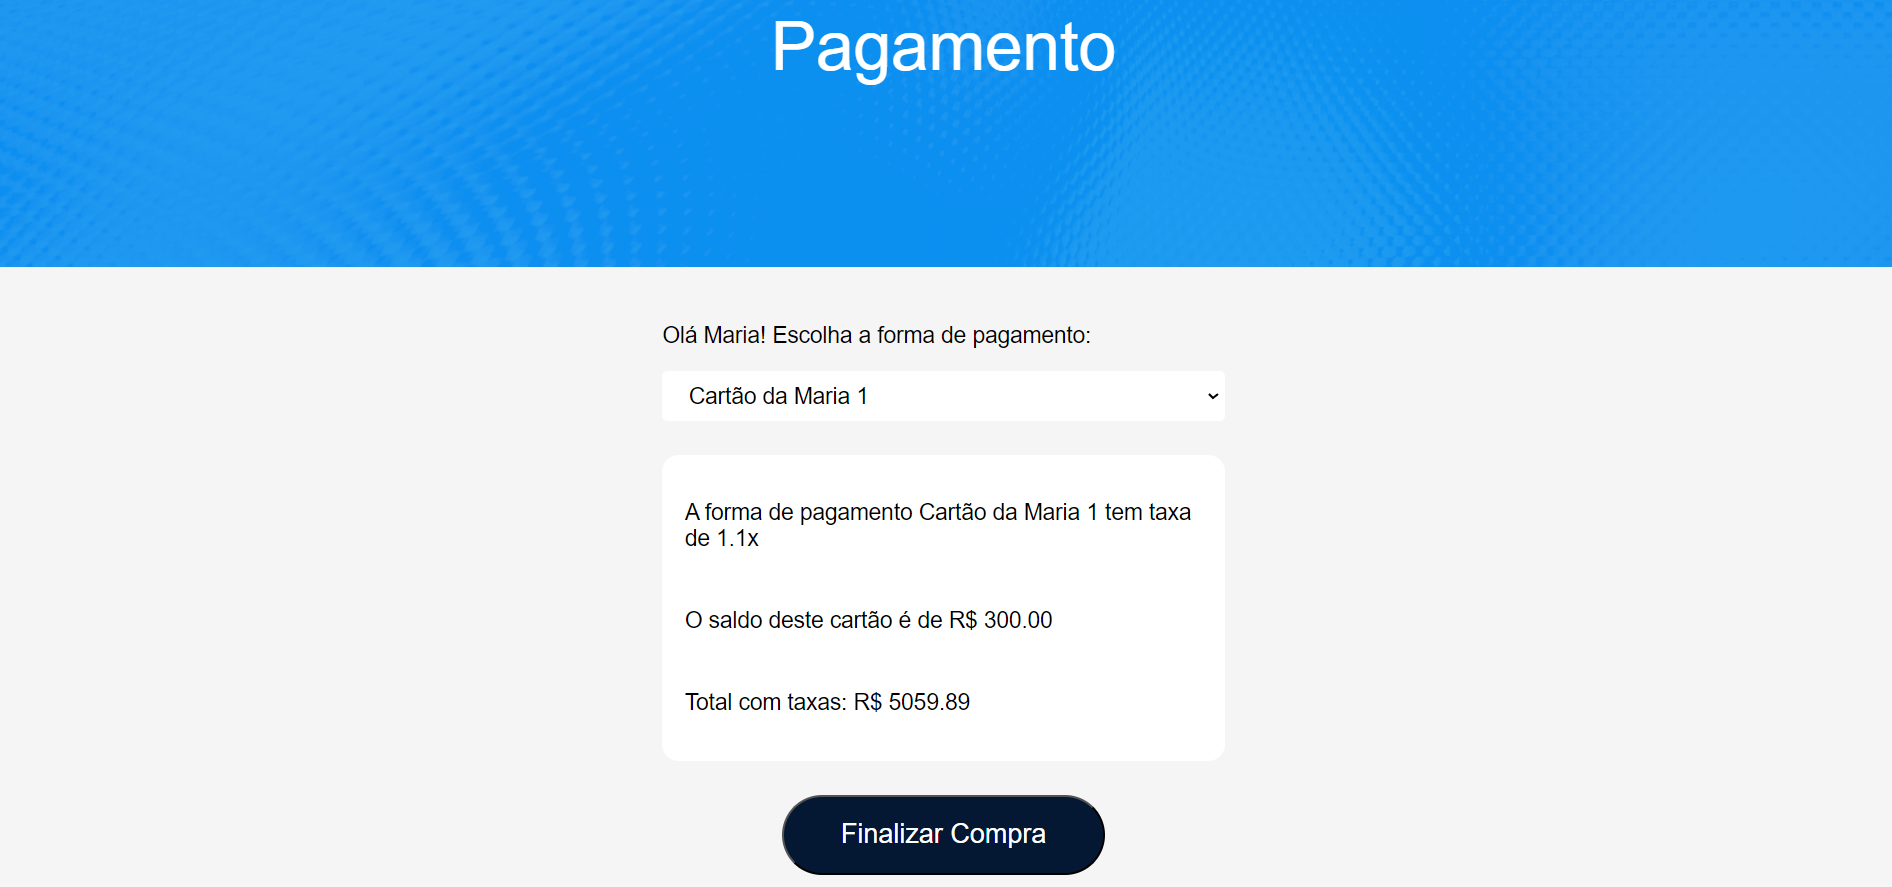 Pagamento
Olá Maria! Escolha a forma de pagamento:
Cartão da Maria 1
A forma de pagamento Cartão da Maria 1 tem taxa
de 1.1x
O saldo deste cartão é de R$ 300.00
Total com taxas: R$ 5059.89
Finalizar Compra